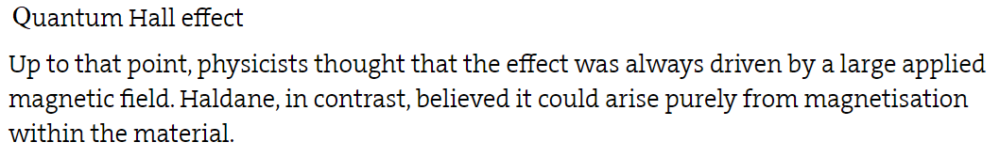 Quantum Hall effect
Up to that point, physicists thought that the effect was always driven by a large applied
magnetic field. Haldane, in contrast, believed it could arise purely from magnetisation
within the material.